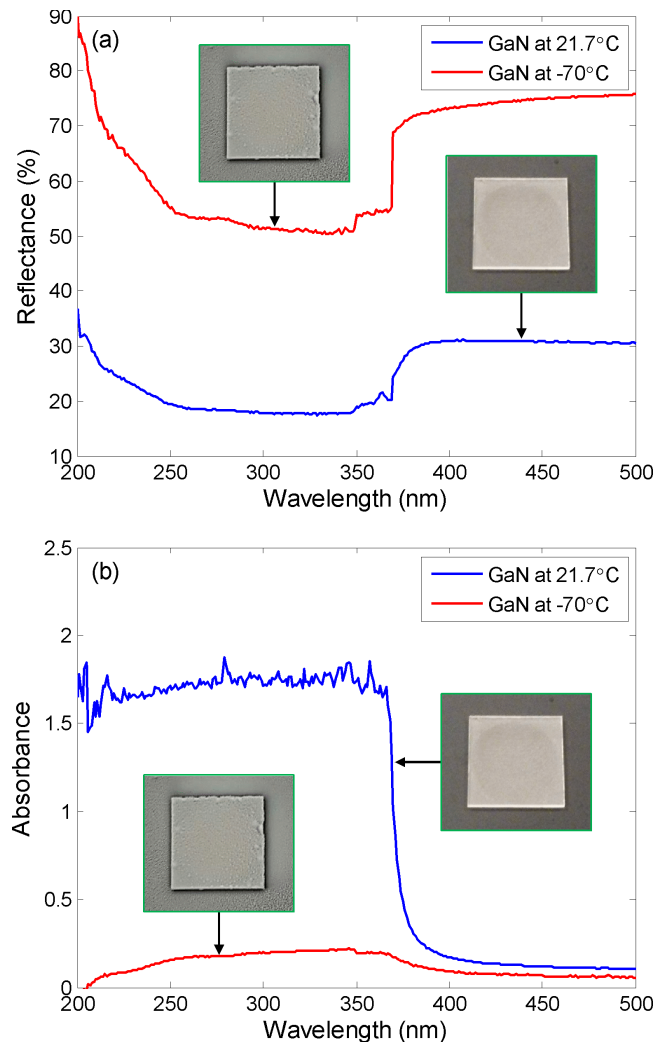 (a)
GaN at 21.7°C
GaN at -70°C
90
80
70
60
50
40
30
20
10
Reflectance (%)
200
250
300
350
400
450
500
Wavelength (nm)
(b)
GaN at 21.7°C
GaN at -70°C
2.5
2
1.5
1
0.5
0
Absorbance
200
250
300
350
400
450
500
Wavelength (nm)